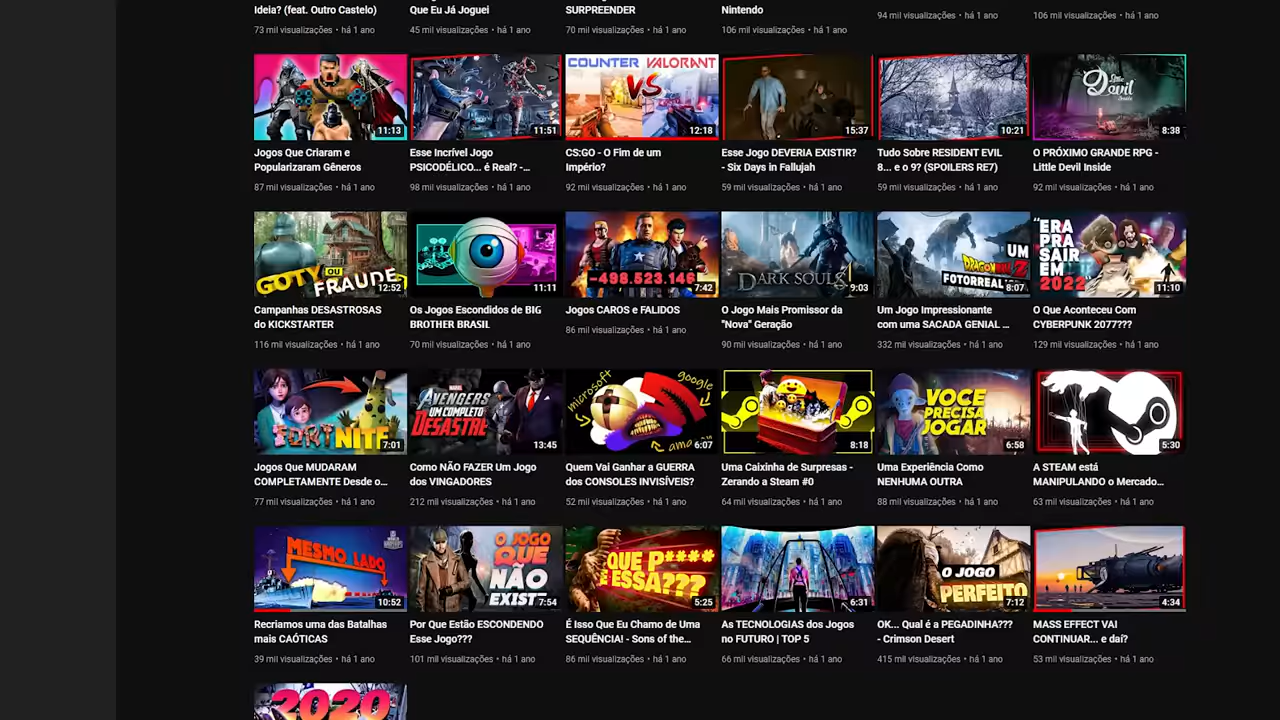 Ideia? (feat. Outro Castelo)
Que Eu Já Joguei
SURPREENDER
Nintendo
73 mil visualizações • há 1 ano
45 mil visualizações • há 1 ano
70 mil visualizações • há 1 ano
106 mil visualizações • há 1 ano
94 mil visualizações • há 1 ano
106 mil visualizações • há 1 ano
11:13
11:51
COUNTER VALORANT
VS
12:18
15:37
10:21
Little Devil Inside
8:38
Jogos Que Criaram e
Popularizaram Gêneros
87 mil visualizações • há 1 ano
Esse Incrível Jogo
PSICODÉLICO... é Real? -...
98 mil visualizações • há 1 ano
CS:GO - O Fim de um
Império?
92 mil visualizações • há 1 ano
Esse Jogo DEVERIA EXISTIR?
- Six Days in Fallujah
59 mil visualizações • há 1 ano
Tudo Sobre RESIDENT EVIL
8... e o 9? (SPOILERS RE7)
59 mil visualizações • há 1 ano
O PRÓXIMO GRANDE RPG -
Little Devil Inside
92 mil visualizações • há 1 ano
GOTY OU FRAUDE
12:52
11:11
-498.523.146
7:42
DARK SOULS
9:03
UM
DRAGON BALL Z
FOTORREAL
8:07
"ERA
PRA
SAIR
EM
2022
11:10
Campanhas DESASTROSAS
do KICKSTARTER
116 mil visualizações • há 1 ano
Os Jogos Escondidos de BIG
BROTHER BRASIL
70 mil visualizações • há 1 ano
Jogos CAROS e FALIDOS
86 mil visualizações • há 1 ano
O Jogo Mais Promissor da
"Nova" Geração
90 mil visualizações • há 1 ano
Um Jogo Impressionante
com uma SACADA GENIAL ...
332 mil visualizações • há 1 ano
O Que Aconteceu Com
CYBERPUNK 2077???
129 mil visualizações • há 1 ano
FORTNITE
7:01
MARVEL
AVENGERS
UM COMPLETO
DESASTRE
13:45
microsoft
google
6:07
8:18
VOCE
PRECISA
JOGAR
6:58
5:30
Jogos Que MUDARAM
COMPLETAMENTE Desde o...
77 mil visualizações • há 1 ano
Como NÃO FAZER Um Jogo
dos VINGADORES
212 mil visualizações • há 1 ano
Quem Vai Ganhar a GUERRA
dos CONSOLES INVISÍVEIS?
52 mil visualizações • há 1 ano
Uma Caixinha de Surpresas -
Zerando a Steam #0
64 mil visualizações • há 1 ano
Uma Experiência Como
NENHUMA OUTRA
88 mil visualizações • há 1 ano
A STEAM está
MANIPULANDO o Mercado...
63 mil visualizações • há 1 ano
MESMO LADO
10:52
O JOGO
QUE
NÃO
EXISTE
7:54
QUE P****
É ESSA???
5:25
6:31
O JOGO
PERFEITO
7:12
4:34
Recriamos uma das Batalhas
mais CAÓTICAS
39 mil visualizações • há 1 ano
Por Que Estão ESCONDENDO
Esse Jogo???
101 mil visualizações • há 1 ano
É Isso Que Eu Chamo de Uma
SEQUÊNCIA! - Sons of the...
86 mil visualizações • há 1 ano
As TECNOLOGIAS dos Jogos
no FUTURO | TOP 5
66 mil visualizações • há 1 ano
OK... Qual é a PEGADINHA???
- Crimson Desert
415 mil visualizações • há 1 ano
MASS EFFECT VAI
CONTINUAR... e daí?
53 mil visualizações • há 1 ano
2020